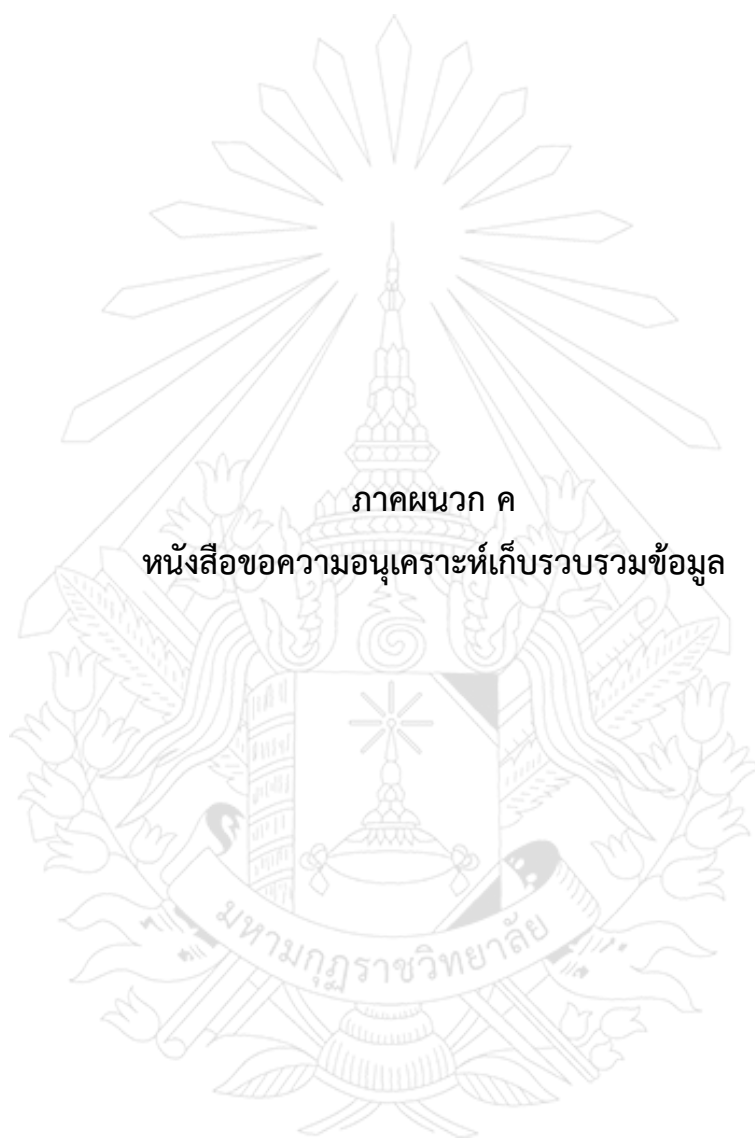 ภาคผนวก ค
หนังสือขอความอนุเคราะห์เก็บรวบรวมข้อมูล
มหามกุฏราชวิทยาลัย